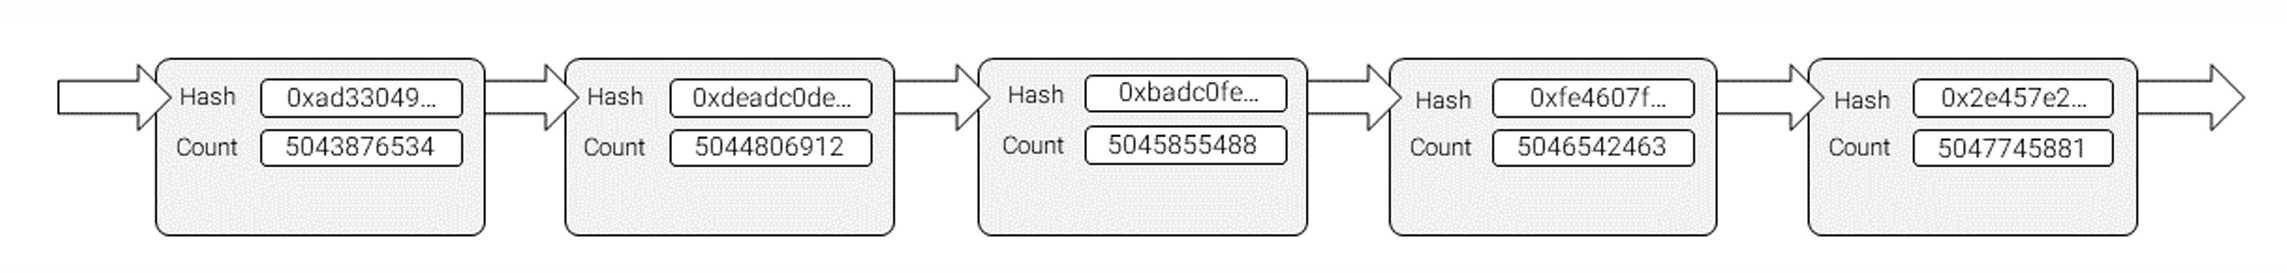 Hash 0xad33049...
Count 5043876534
Hash 0xdeadc0de...
Count 5044806912
Hash 0xbadc0fe...
Count 5045855488
Hash 0xfe4607f...
Count 5046542463
Hash 0x2e457e2...
Count 5047745881